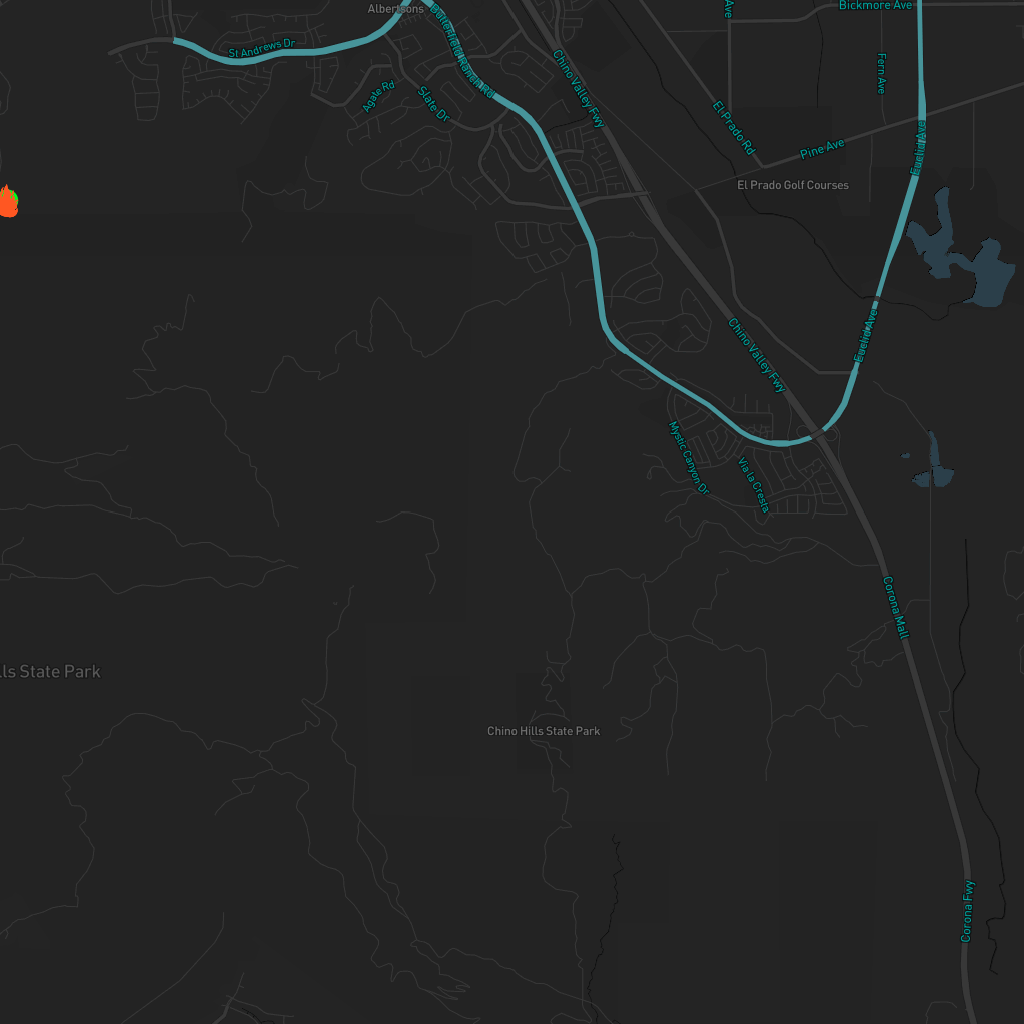 Albertsons
Butterfield Ranch Rd
Bickmore Ave
Ave
St Andrews Dr
Chino Valley Fwy
Fern Ave
Agate Rd
Slate Dr
El Prado Rd
Pine Ave
Euclid Ave
El Prado Golf Courses
Chino Valley Fwy
Euclid Ave
Mystic Canyon Dr
Via la Cresta
Corona Mall
lls State Park
Chino Hills State Park
Corona Fwy